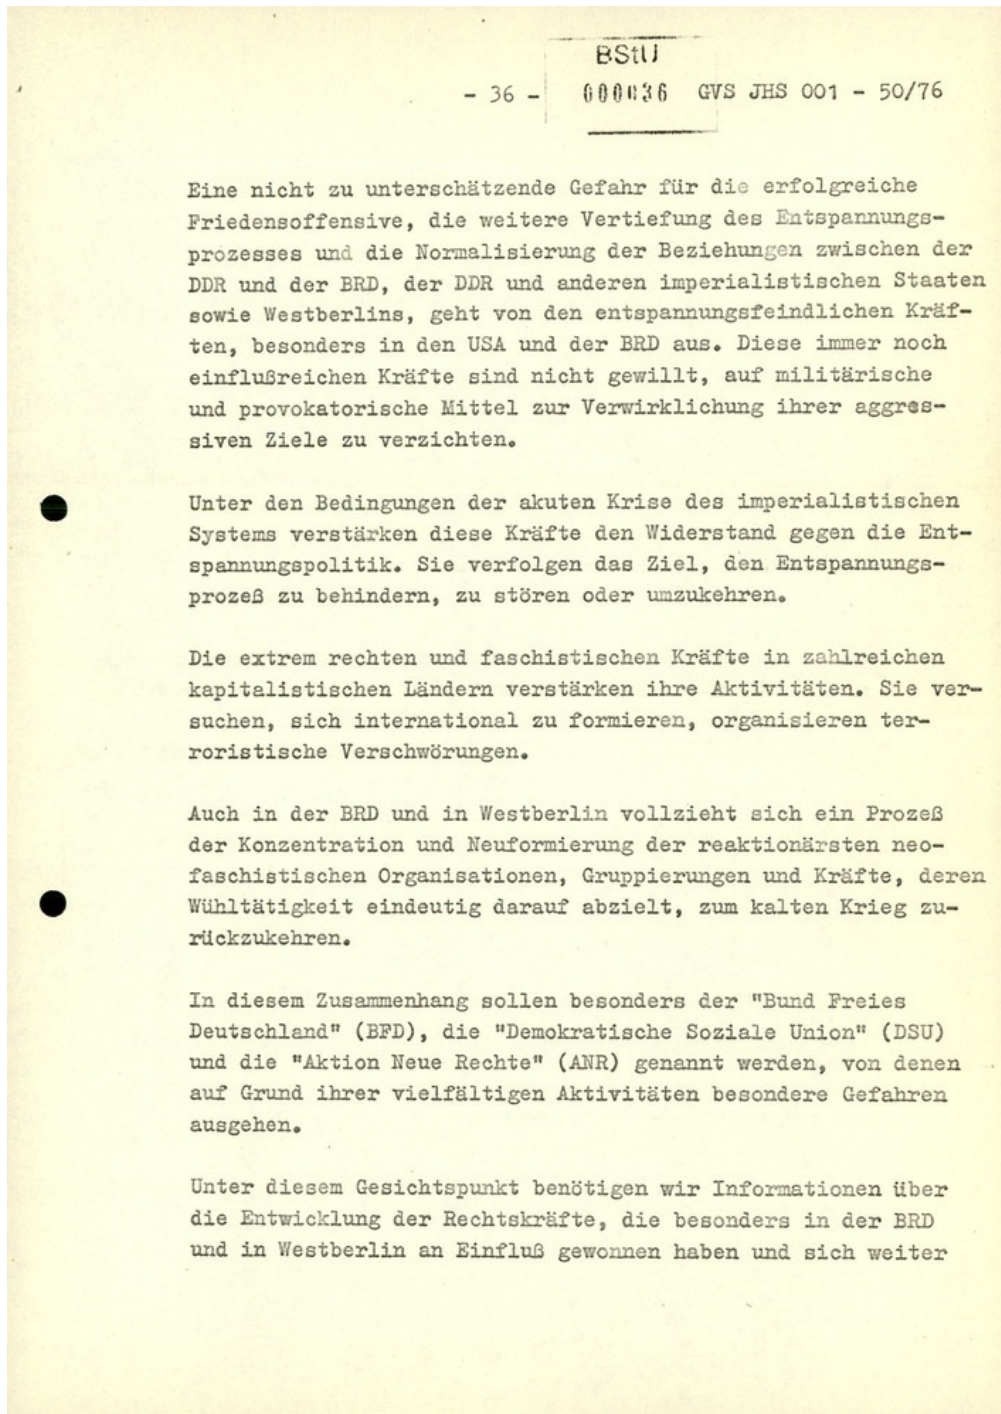 BStU
- 36 - 000036 GVS JHS 001 - 50/76
Eine nicht zu unterschätzende Gefahr für die erfolgreiche
Friedensoffensive, die weitere Vertiefung des Entspannungs-
prozesses und die Normalisierung der Beziehungen zwischen der
DDR und der BRD, der DDR und anderen imperialistischen Staaten
sowie Westberlins, geht von den entspannungsfeindlichen Kräf-
ten, besonders in den USA und der BRD aus. Diese immer noch
einflußreichen Kräfte sind nicht gewillt, auf militärische
und provokatorische Mittel zur Verwirklichung ihrer aggres-
siven Ziele zu verzichten.
Unter den Bedingungen der akuten Krise des imperialistischen
Systems verstärken diese Kräfte den Widerstand gegen die Ent-
spannungspolitik. Sie verfolgen das Ziel, den Entspannungs-
prozeß zu behindern, zu stören oder umzukehren.
Die extrem rechten und faschistischen Kräfte in zahlreichen
kapitalistischen Ländern verstärken ihre Aktivitäten. Sie ver-
suchen, sich international zu formieren, organisieren ter-
roristische Verschwörungen.
Auch in der BRD und in Westberlin vollzieht sich ein Prozeß
der Konzentration und Neuformierung der reaktionärsten neo-
faschistischen Organisationen, Gruppierungen und Kräfte, deren
Wühltätigkeit eindeutig darauf abzielt, zum kalten Krieg zu-
rückzukehren.
In diesem Zusammenhang sollen besonders der "Bund Freies
Deutschland" (BFD), die "Demokratische Soziale Union" (DSU)
und die "Aktion Neue Rechte" (ANR) genannt werden, von denen
auf Grund ihrer vielfältigen Aktivitäten besondere Gefahren
ausgehen.
Unter diesem Gesichtspunkt benötigen wir Informationen über
die Entwicklung der Rechtskräfte, die besonders in der BRD
und in Westberlin an Einfluß gewonnen haben und sich weiter